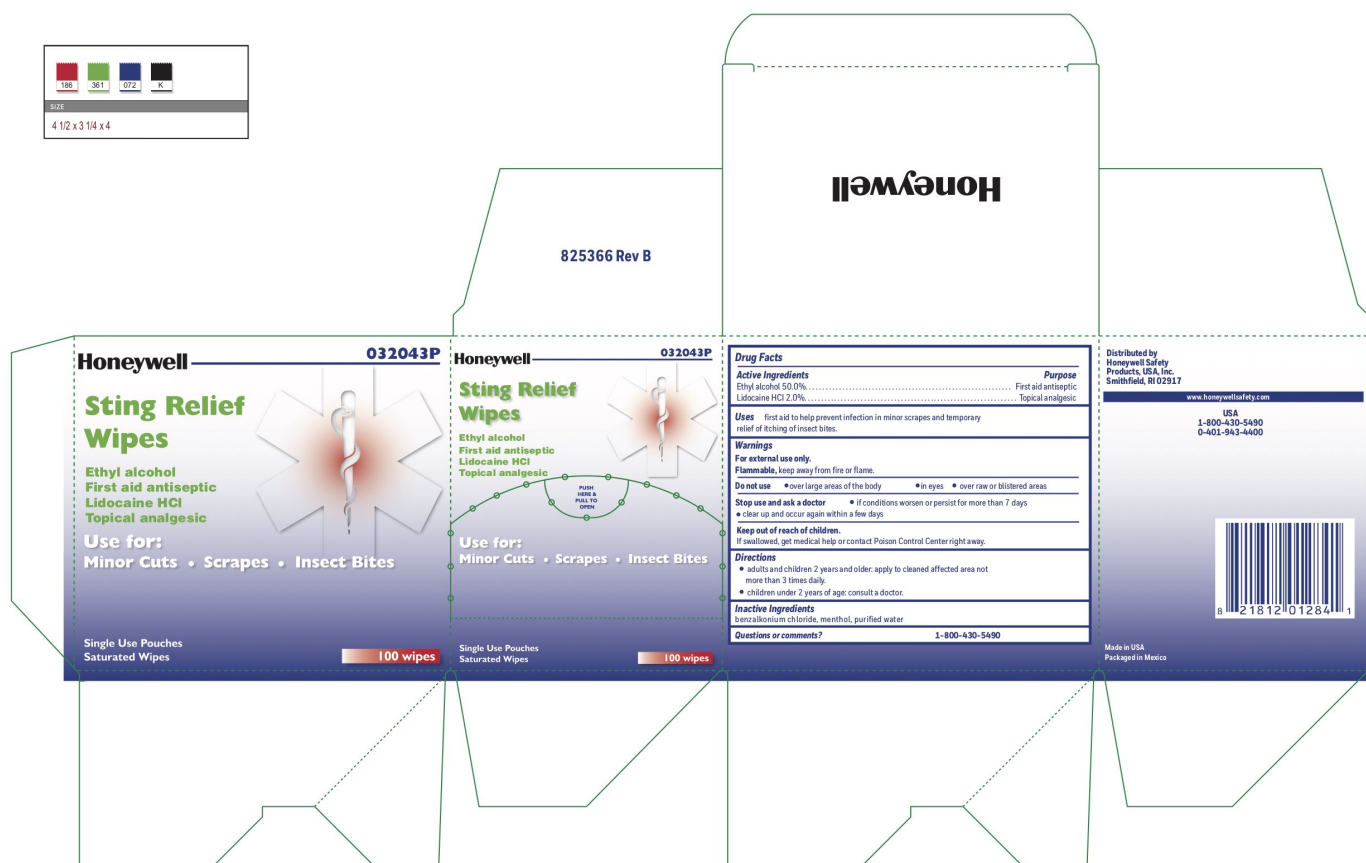 186 361 072 K
SIZE
4 1/2 x 3 1/4 x 4
Honeywell
825366 Rev B
Honeywell 032043P
Sting Relief
Wipes
Ethyl alcohol
First aid antiseptic
Lidocaine HCl
Topical analgesic
Use for:
Minor Cuts • Scrapes • Insect Bites
Single Use Pouches
Saturated Wipes
100 wipes
Honeywell 032043P
Sting Relief
Wipes
Ethyl alcohol
First aid antiseptic
Lidocaine HCl
Topical analgesic
PUSH
HERE &
PULL TO
OPEN
Use for:
Minor Cuts • Scrapes • Insect Bites
Single Use Pouches
Saturated Wipes
100 wipes
Drug Facts
Active Ingredients Purpose
Ethyl alcohol 50.0%.......... First aid antiseptic
Lidocaine HCl 2.0%.......... Topical analgesic
Uses first aid to help prevent infection in minor scrapes and temporary
relief of itching of insect bites.
Warnings
For external use only.
Flammable, keep away from fire or flame.
Do not use • over large areas of the body • in eyes • over raw or blistered areas
Stop use and ask a doctor • if conditions worsen or persist for more than 7 days
• clear up and occur again within a few days
Keep out of reach of children.
If swallowed, get medical help or contact Poison Control Center right away.
Directions
• adults and children 2 years and older: apply to cleaned affected area not
more than 3 times daily.
• children under 2 years of age: consult a doctor.
Inactive Ingredients
benzalkonium chloride, menthol, purified water
Questions or comments? 1-800-430-5490
Distributed by
Honeywell Safety
Products, USA, Inc.
Smithfield, RI 02917
www.honeywellsafety.com
USA
1-800-430-5490
0-401-943-4400
8 21812 01284 1
Made in USA
Packaged in Mexico